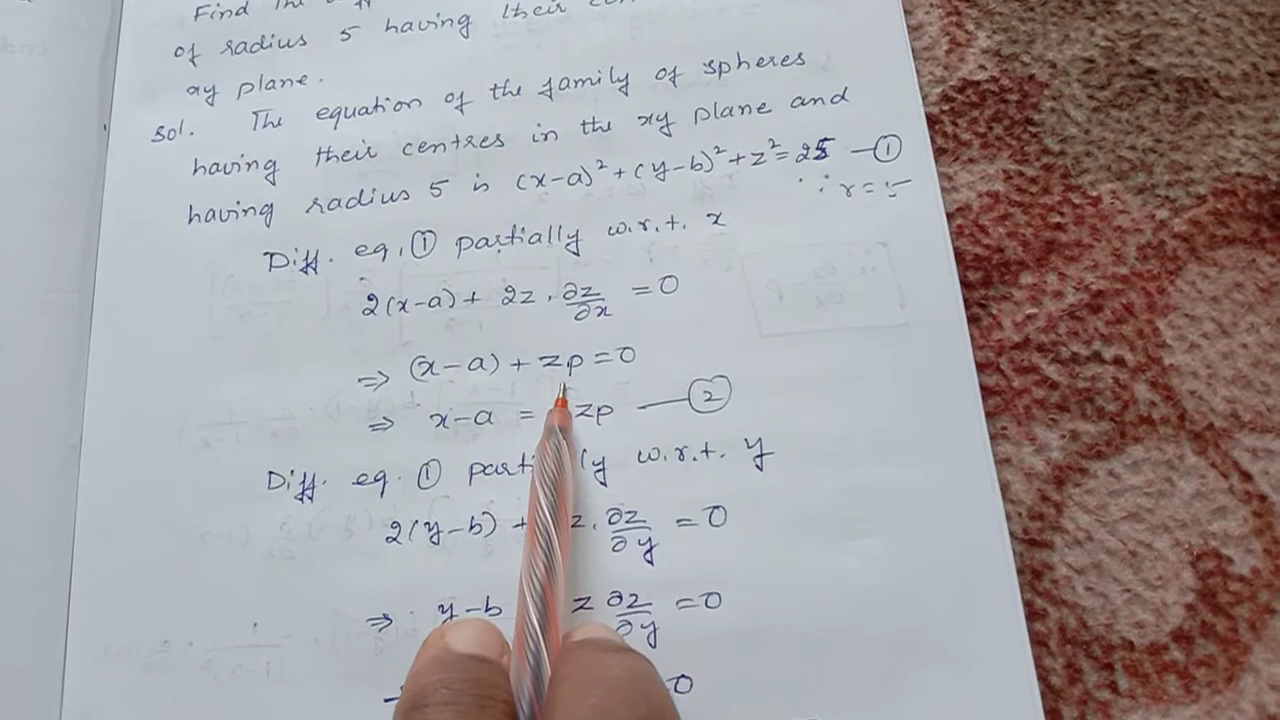 Find the
of radius 5 having their
xy plane.
Sol. The equation of the family of spheres
having their centres in the xy plane and
having radius 5 is (x-a)² + (y-b)² + z² = 25 — ①
∵ r = 5
Diff. eq. ① partially w.r.t. x
2(x-a) + 2z . ∂z/∂x = 0
⇒ (x-a) + zp = 0
⇒ x-a = zp — ②
Diff. eq. ① y w.r.t. y
2(y-b) + z. ∂z/∂y = 0
⇒ y-b z ∂z/∂y = 0
0